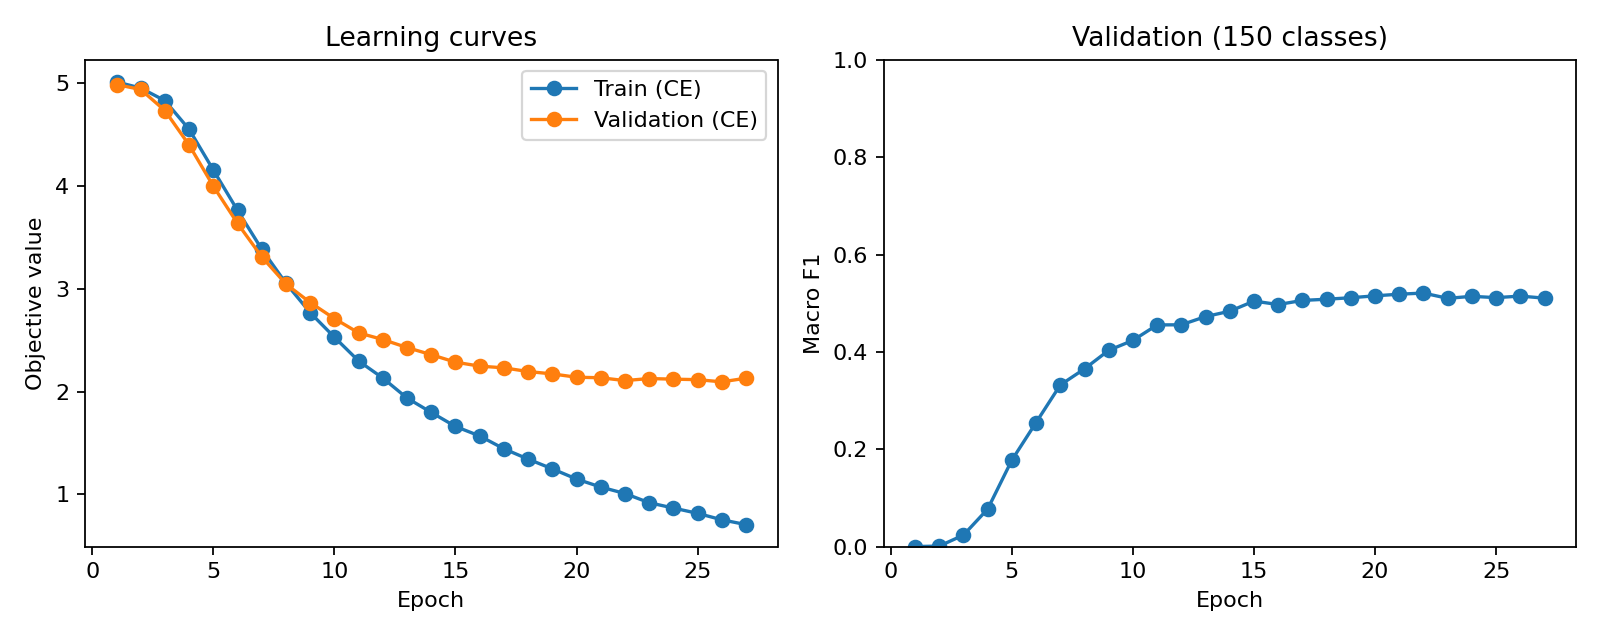 Learning curves
5
4
3
2
1
Objective value
Train (CE)
Validation (CE)
0
5
10
15
20
25
Epoch
Validation (150 classes)
1.0
0.8
0.6
0.4
0.2
0.0
Macro F1
0
5
10
15
20
25
Epoch